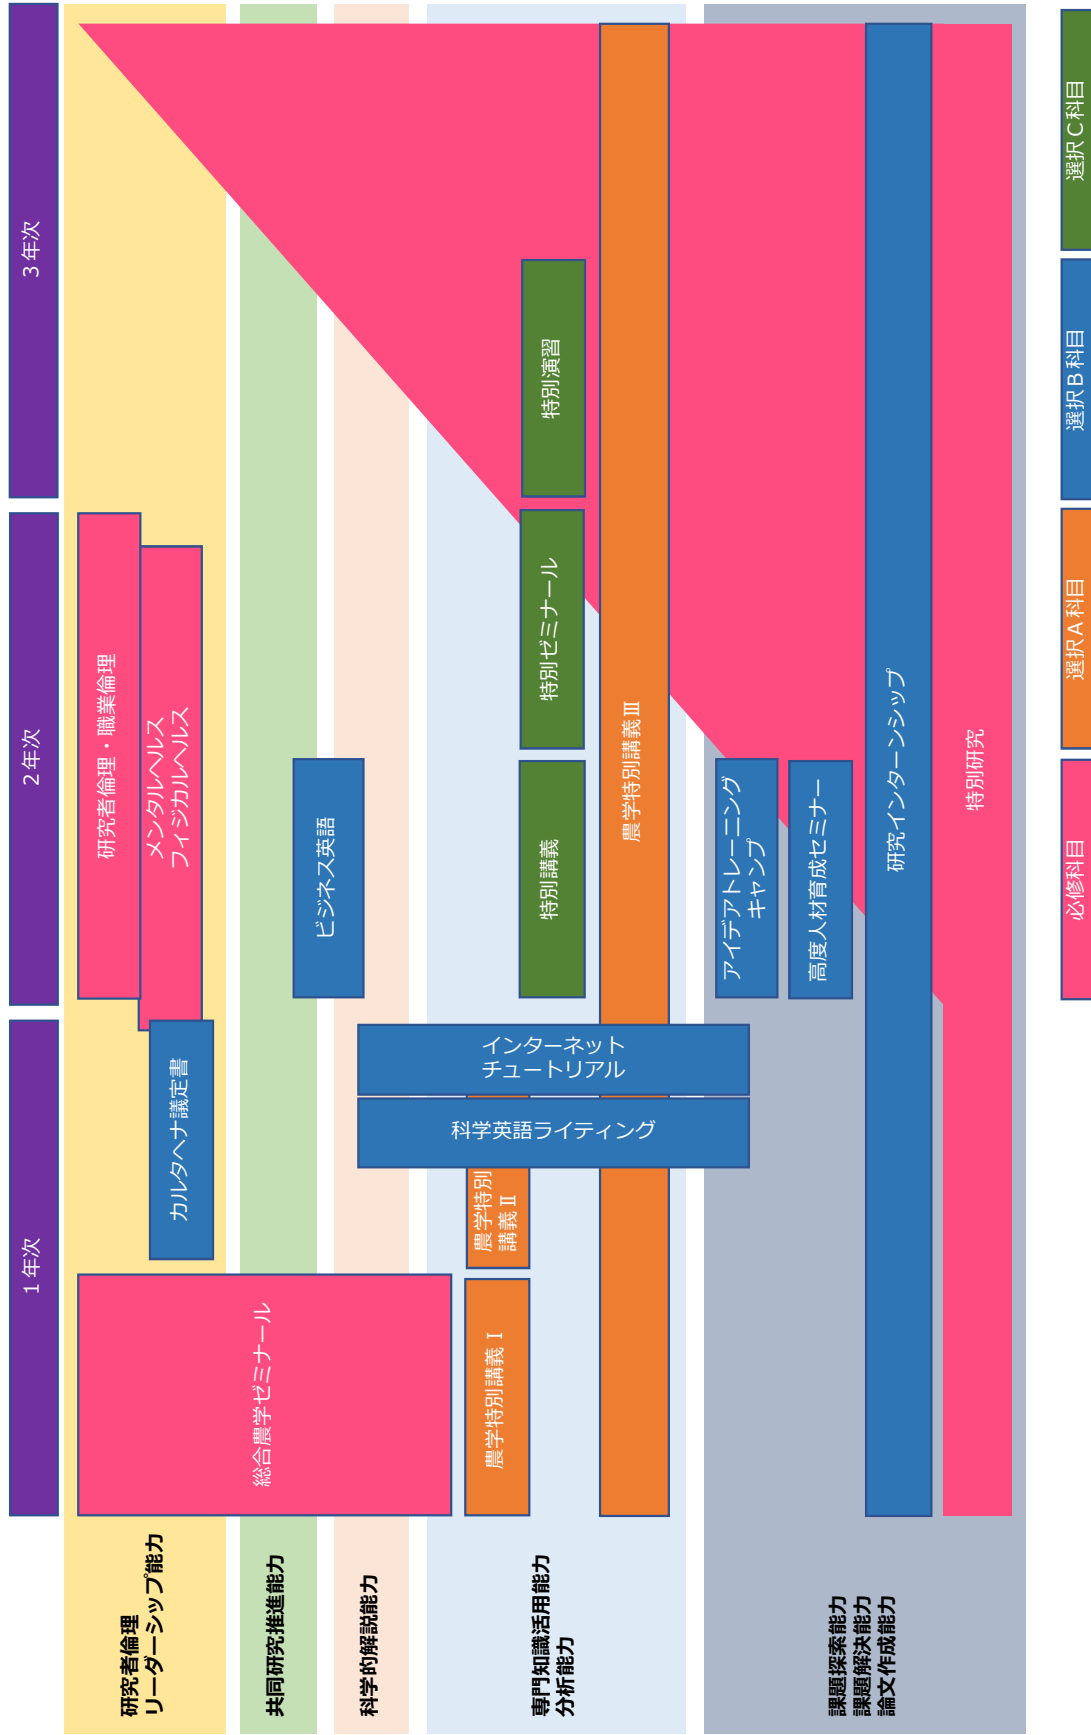 1年次
2年次
3年次
研究者倫理
リーダーシップ能力
総合農学ゼミナール
カルタヘナ議定書
研究者倫理・職業倫理
メンタルヘルス
フィジカルヘルス
共同研究推進能力
ビジネス英語
科学的解説能力
科学英語ライティング
インターネット
チュートリアル
専門知識活用能力
分析能力
農学特別講義Ⅰ
農学特別
講義Ⅱ
特別講義
特別ゼミナール
特別演習
農学特別講義Ⅲ
課題探索能力
課題解決能力
論文作成能力
アイデアトレーニング
キャンプ
高度人材育成セミナー
研究インターンシップ
特別研究
必修科目
選択A科目
選択B科目
選択C科目